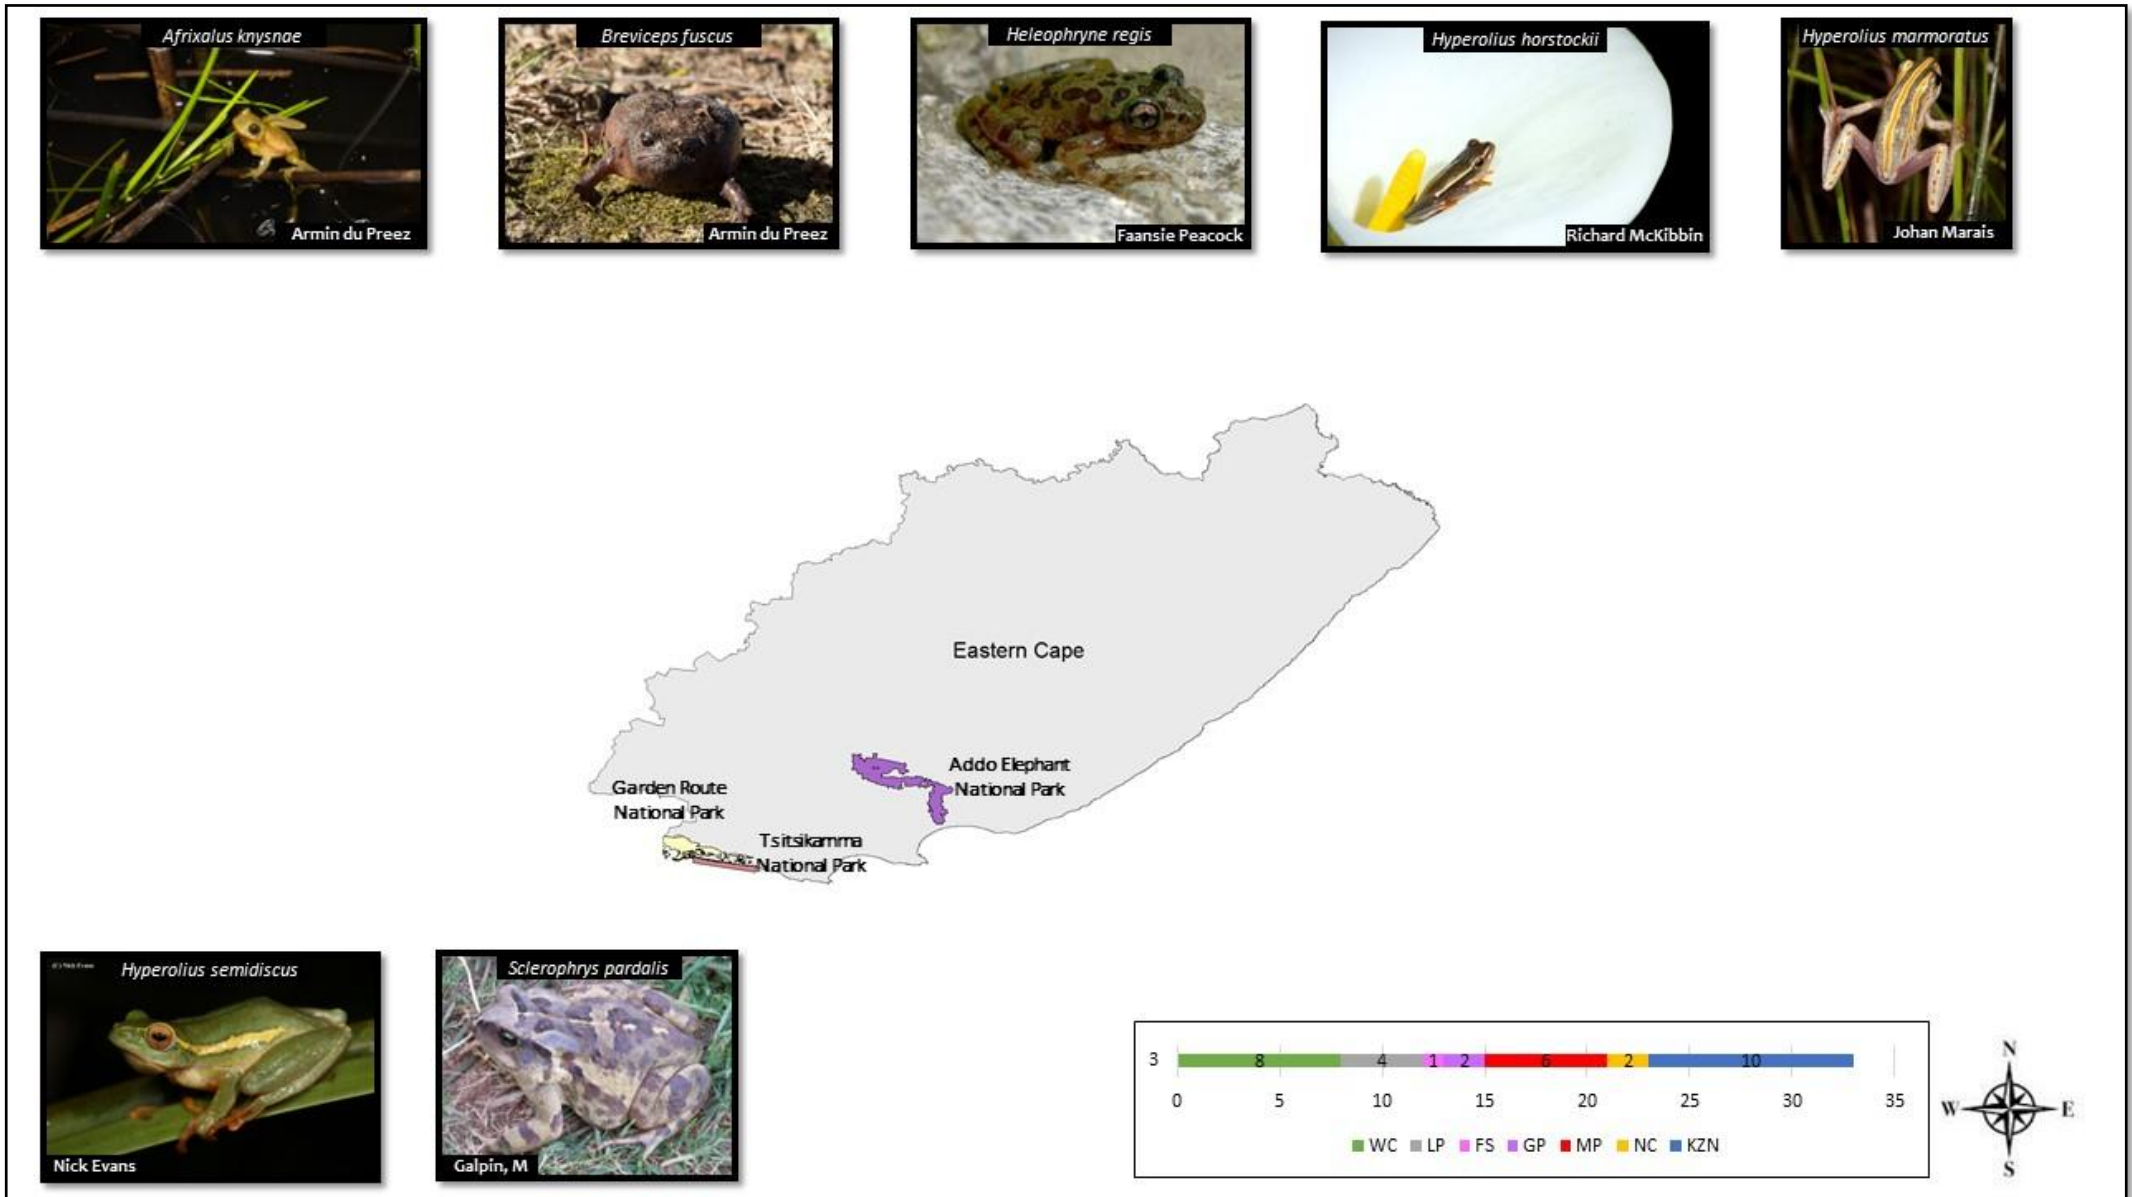 Afrixalus knysnae
Armin du Preez
Breviceps fuscus
Armin du Preez
Heleophryne regis
Faansie Peacock
Hyperolius horstockii
Richard McKibbin
Hyperolius marmoratus
Johan Marais
Eastern Cape
Addo Elephant
National Park
Garden Route
National Park
Tsitsikamma
National Park
Hyperolius semidiscus
Nick Evans
Sclerophrys pardalis
Galpin, M
3 8 4 1 2 6 2 10
0 5 10 15 20 25 30 35
WC LP FS GP MP NC KZN
N
W E
S